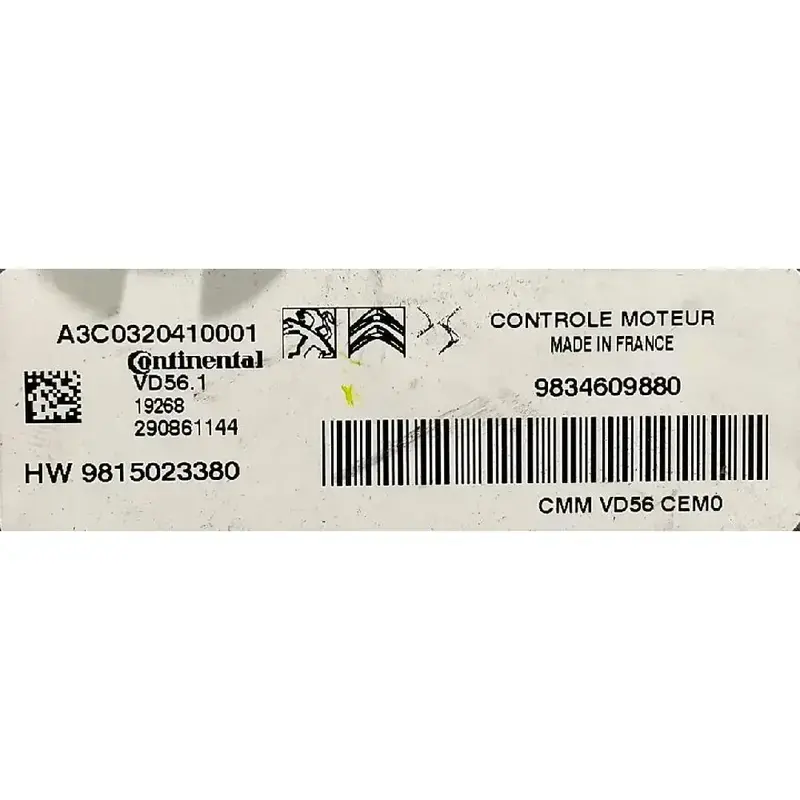 A3C0320410001
Continental
VD56.1
19268
290861144
HW 9815023380
CONTROLE MOTEUR
MADE IN FRANCE
9834609880
CMM VD56 CEM0